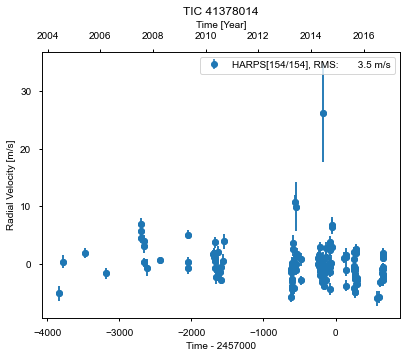 TIC 41378014
Time [Year]
2004 2006 2008 2010 2012 2014 2016
HARPS[154/154], RMS: 3.5 m/s
30
20
10
0
Radial Velocity [m/s]
−4000 −3000 −2000 −1000 0
Time - 2457000